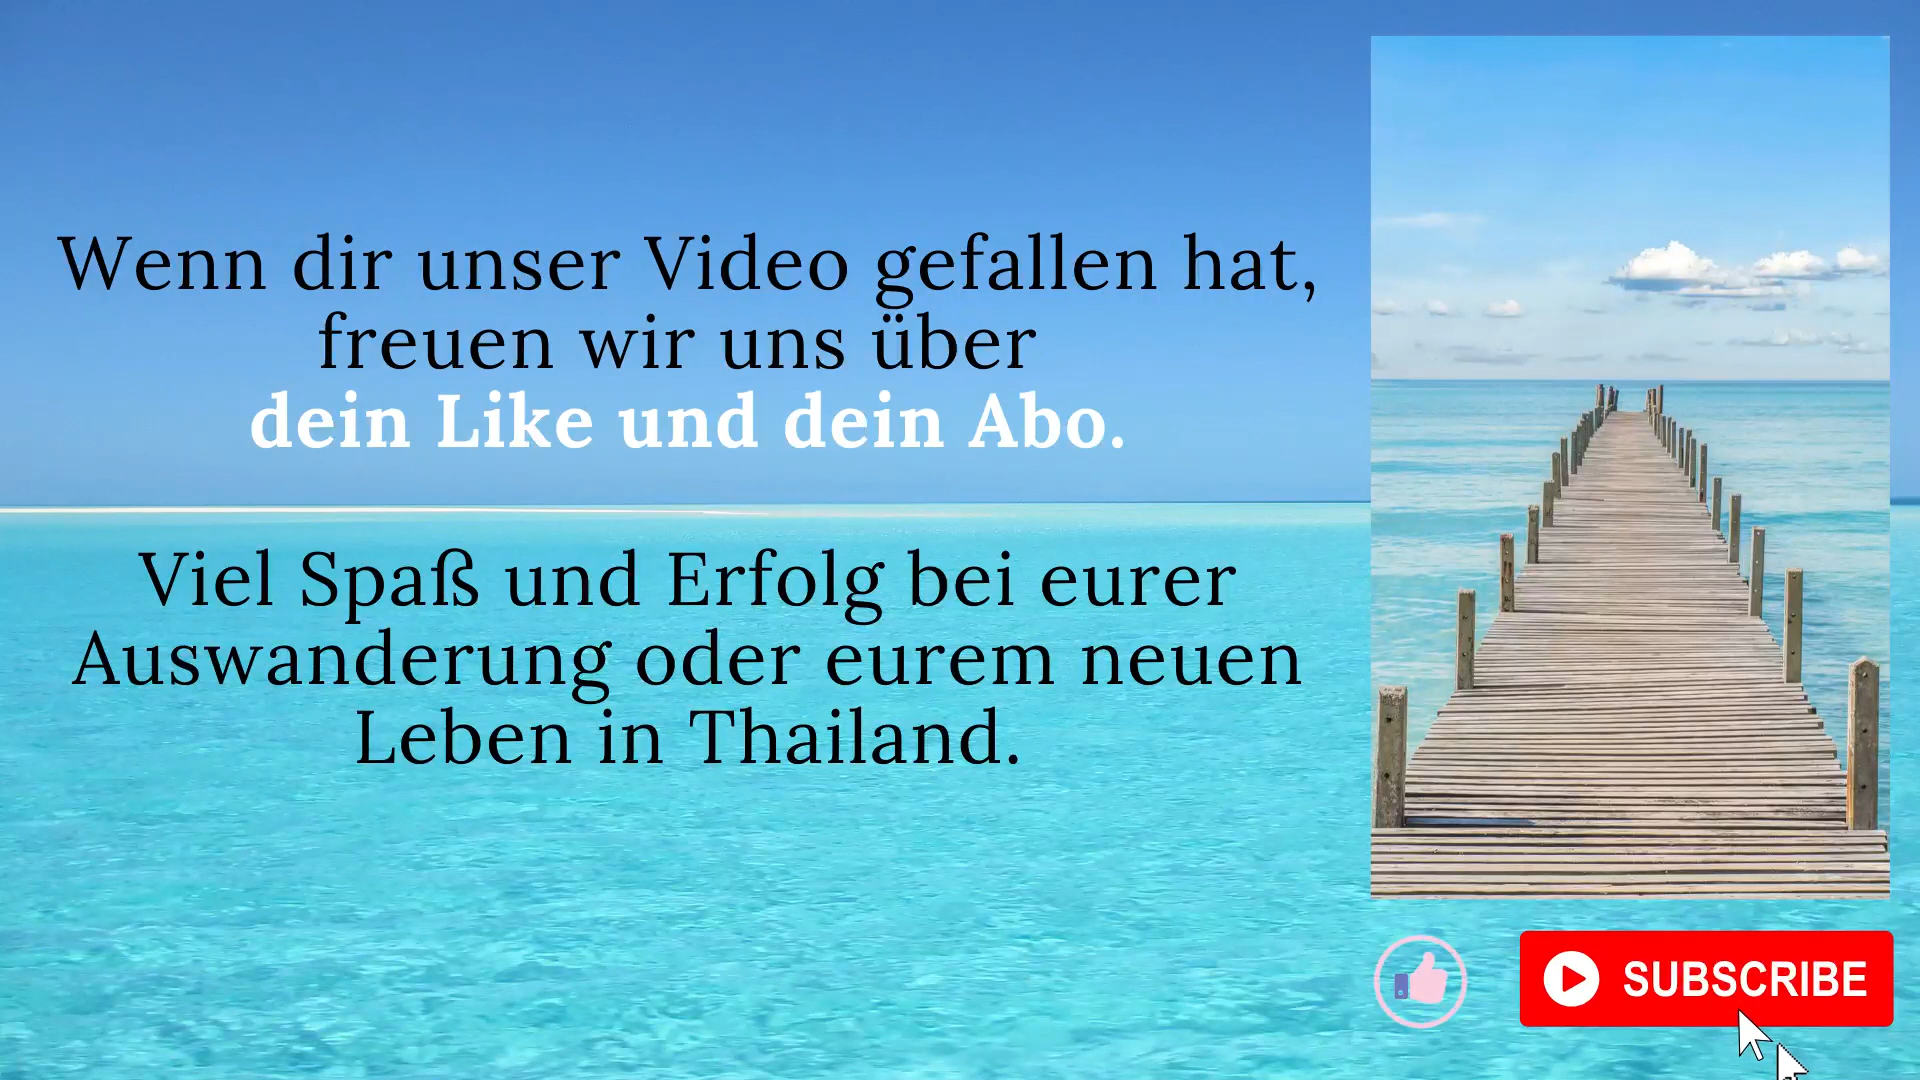 Wenn dir unser Video gefallen hat,
freuen wir uns über
dein Like und dein Abo.
Viel Spaß und Erfolg bei eurer
Auswanderung oder eurem neuen
Leben in Thailand.
SUBSCRIBE